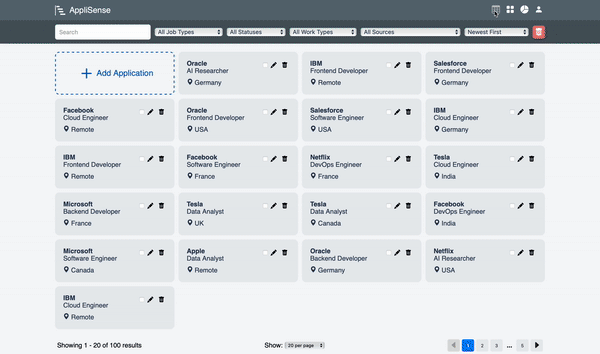 AppliSense
Search
All Job Types
All Statuses
All Work Types
All Sources
Newest First
Add Application
Oracle
AI Researcher
Germany
IBM
Frontend Developer
Remote
Salesforce
Frontend Developer
Germany
Facebook
Cloud Engineer
Remote
Oracle
Frontend Developer
USA
Salesforce
Software Engineer
USA
IBM
Cloud Engineer
Germany
IBM
Frontend Developer
Remote
Facebook
Software Engineer
France
Netflix
DevOps Engineer
France
Tesla
Cloud Engineer
India
Microsoft
Backend Developer
France
Tesla
Data Analyst
UK
Tesla
Data Analyst
Canada
Facebook
DevOps Engineer
India
Microsoft
Software Engineer
Canada
Apple
Data Analyst
Remote
Oracle
Backend Developer
Germany
Netflix
AI Researcher
USA
IBM
Cloud Engineer
Remote
Showing 1 - 20 of 100 results
Show: 20 per page
1 2 3 ... 5